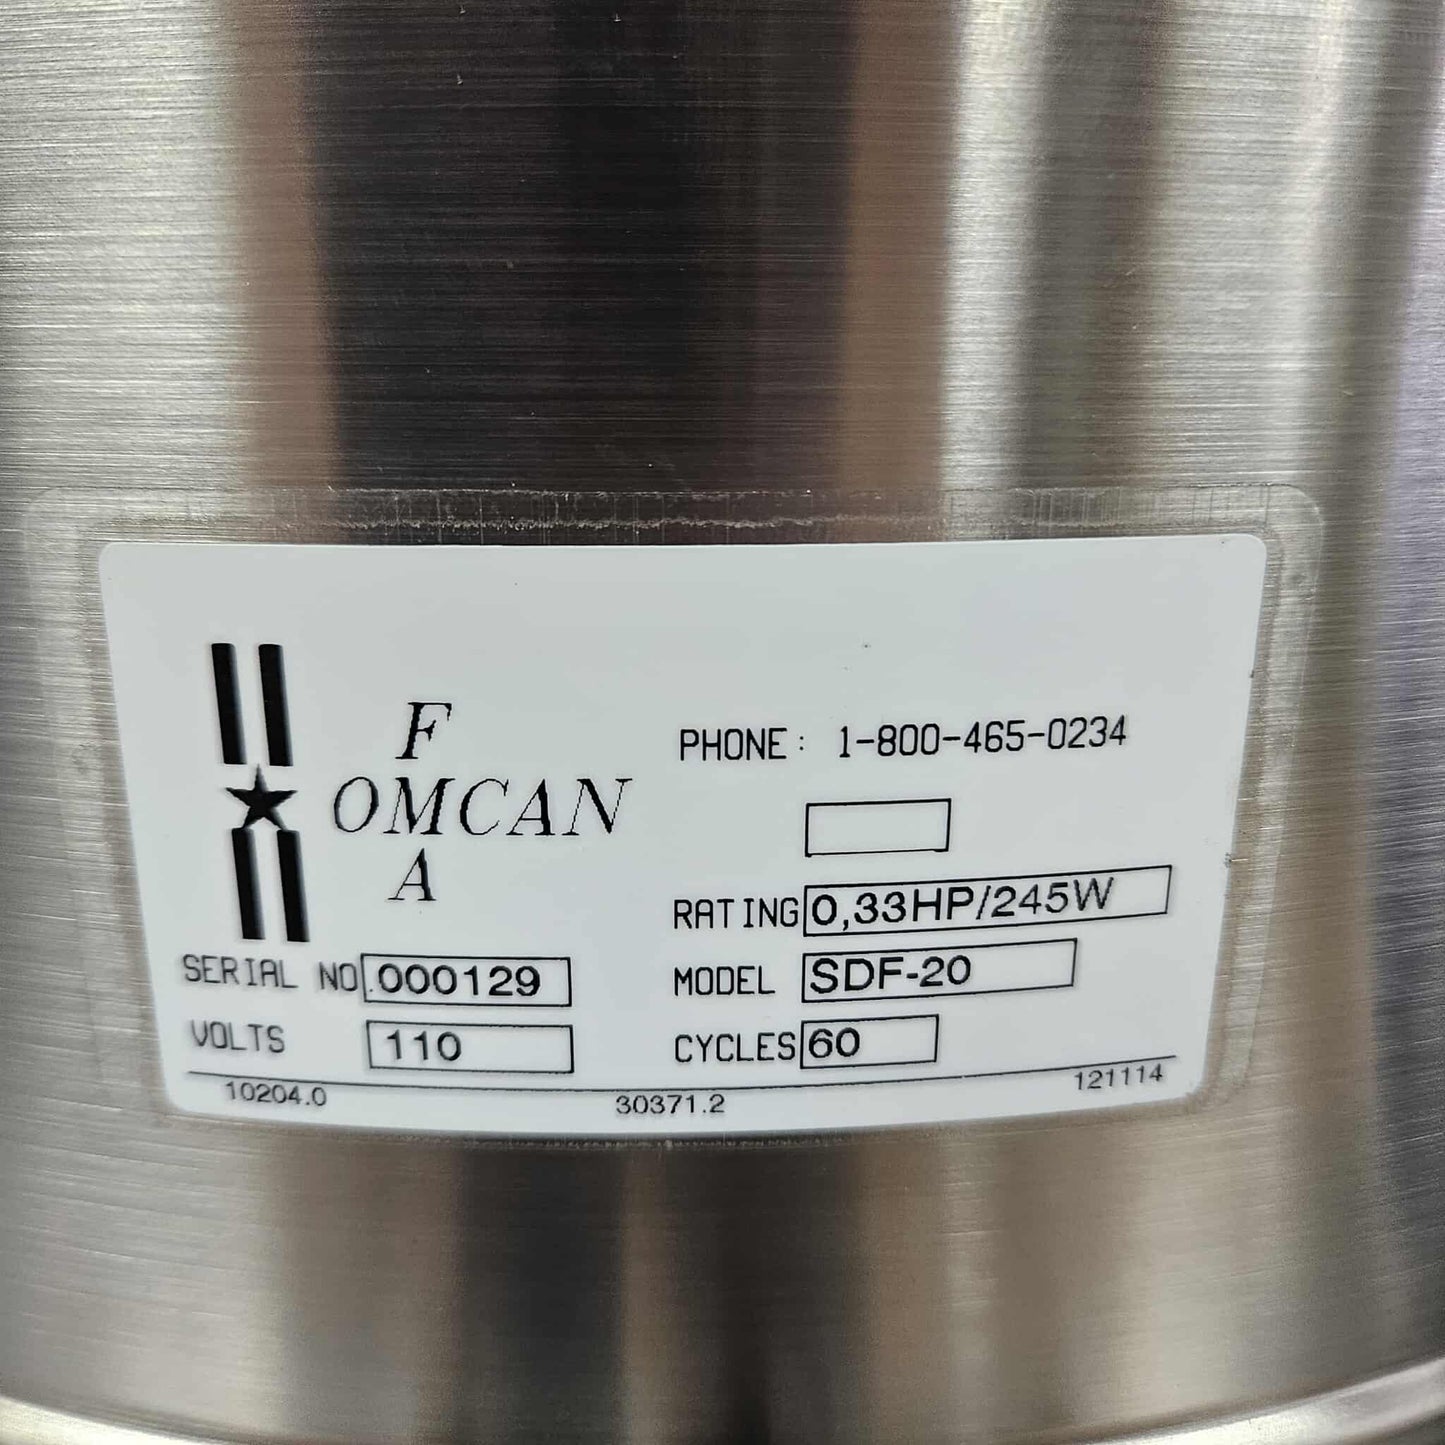 F
OMCAN
A
PHONE: 1-800-465-0234
RATING 0,33HP/245W
SERIAL NO. 000129
MODEL SDF-20
VOLTS 110
CYCLES 60
10204.0 30371.2 121114